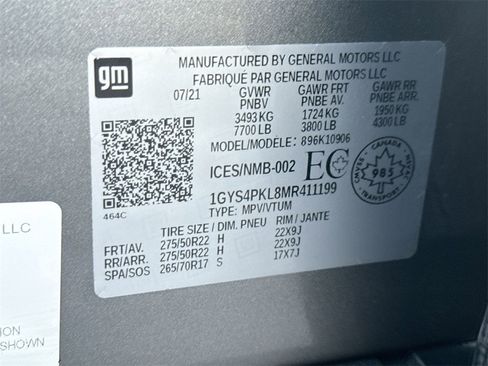 gm
MANUFACTURED BY GENERAL MOTORS LLC
FABRIQUÉ PAR GENERAL MOTORS LLC
07/21 GVWR GAWR FRT GAWR RR
PNBV PNBE AV. PNBE ARR.
3493 KG 1724 KG 1950 KG
7700 LB 3800 LB 4300 LB
MODEL/MODÈLE: 896K10906
ICES/NMB-002 EC
CANADA
985
TRANSPORT
464C
1GYS4PKL8MR411199
TYPE: MPV/VTUM
TIRE SIZE / DIM. PNEU RIM / JANTE
FRT/AV. 275/50R22 H 22X9J
RR/ARR. 275/50R22 H 22X9J
SPA/SOS 265/70R17 S 17X7J
LLC
ION
SHOWN